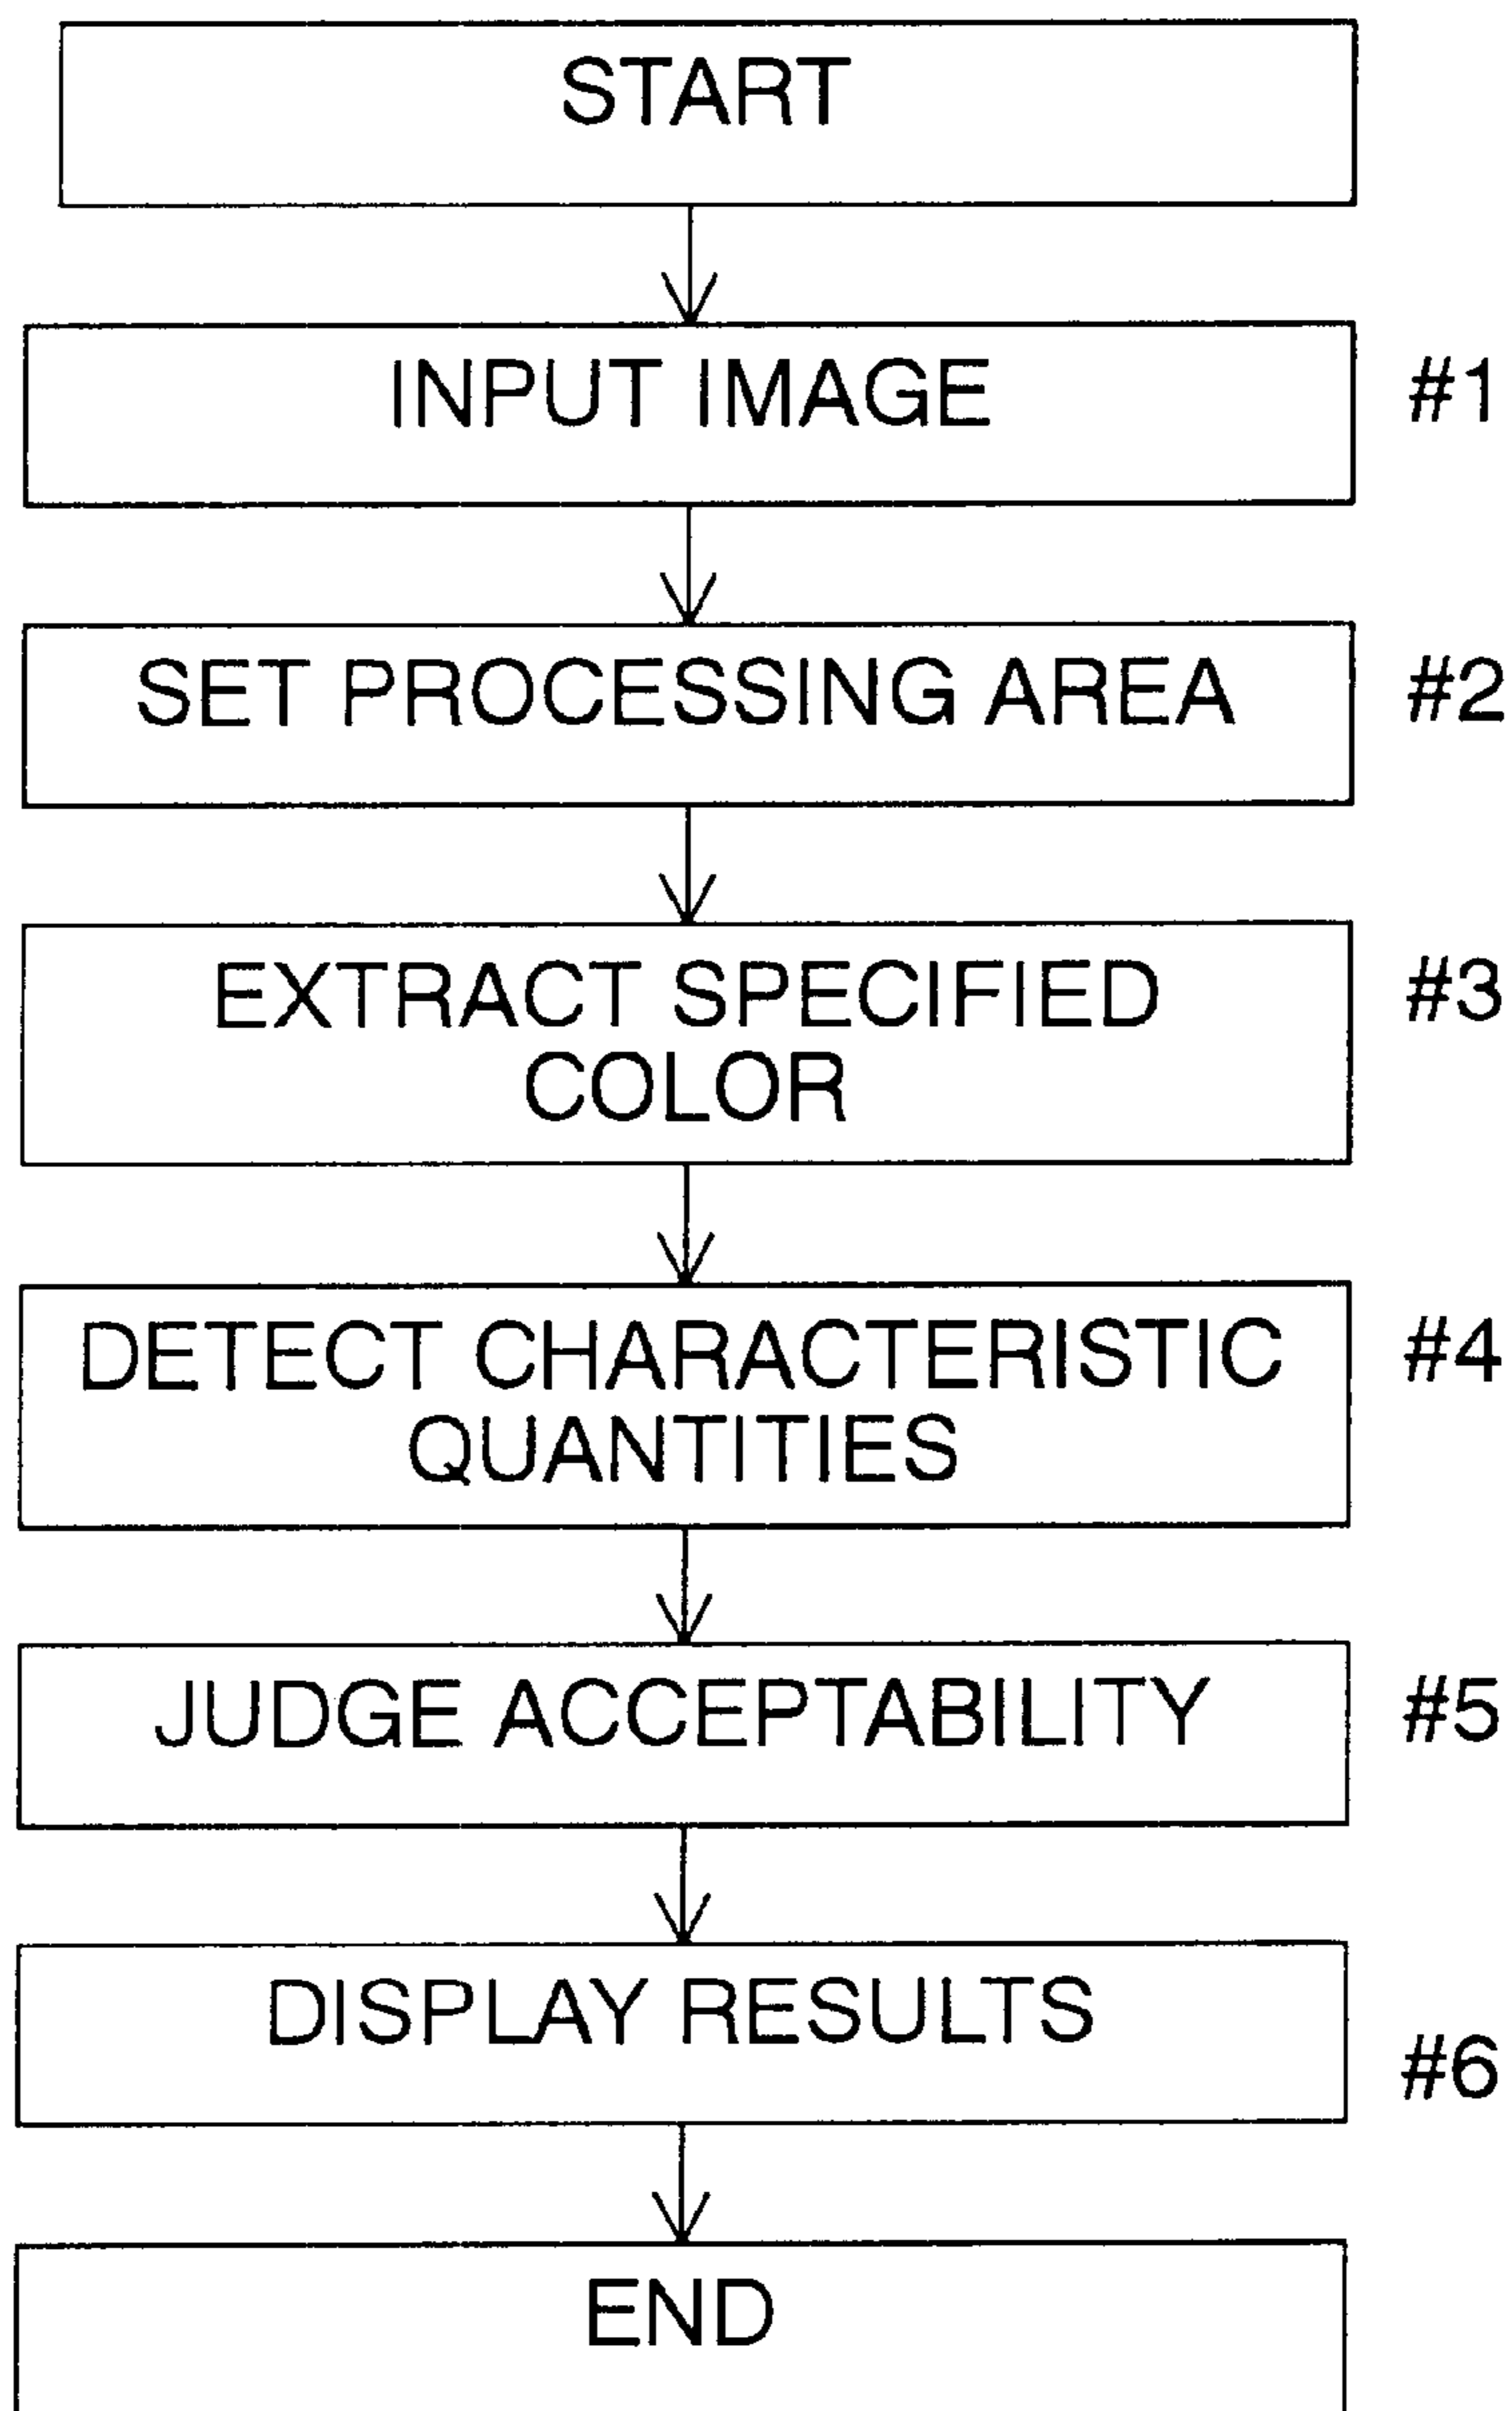 START
INPUT IMAGE #1
SET PROCESSING AREA #2
EXTRACT SPECIFIED #3
COLOR
DETECT CHARACTERISTIC #4
QUANTITIES
JUDGE ACCEPTABILITY #5
DISPLAY RESULTS
#6
END